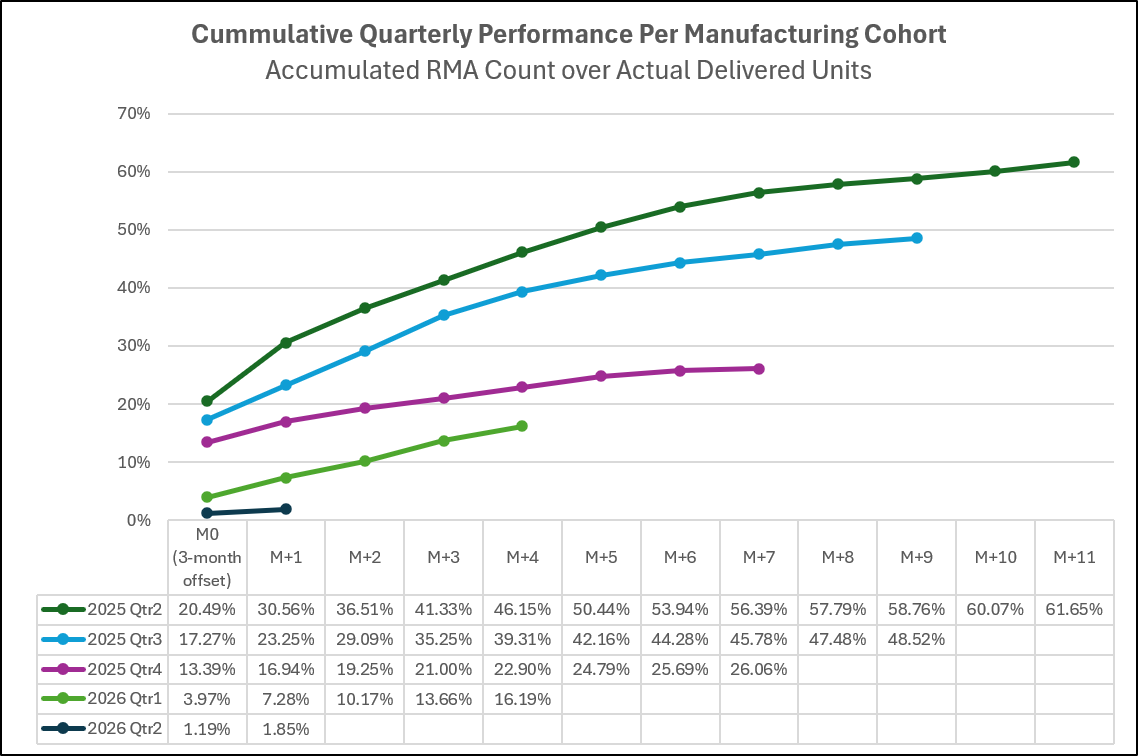 Cummulative Quarterly Performance Per Manufacturing Cohort
Accumulated RMA Count over Actual Delivered Units
70%
60%
50%
40%
30%
20%
10%
0%
M0
(3-month
offset)
M+1 M+2 M+3 M+4 M+5 M+6 M+7 M+8 M+9 M+10 M+11
2025 Qtr2 20.49% 30.56% 36.51% 41.33% 46.15% 50.44% 53.94% 56.39% 57.79% 58.76% 60.07% 61.65%
2025 Qtr3 17.27% 23.25% 29.09% 35.25% 39.31% 42.16% 44.28% 45.78% 47.48% 48.52%
2025 Qtr4 13.39% 16.94% 19.25% 21.00% 22.90% 24.79% 25.69% 26.06%
2026 Qtr1 3.97% 7.28% 10.17% 13.66% 16.19%
2026 Qtr2 1.19% 1.85%